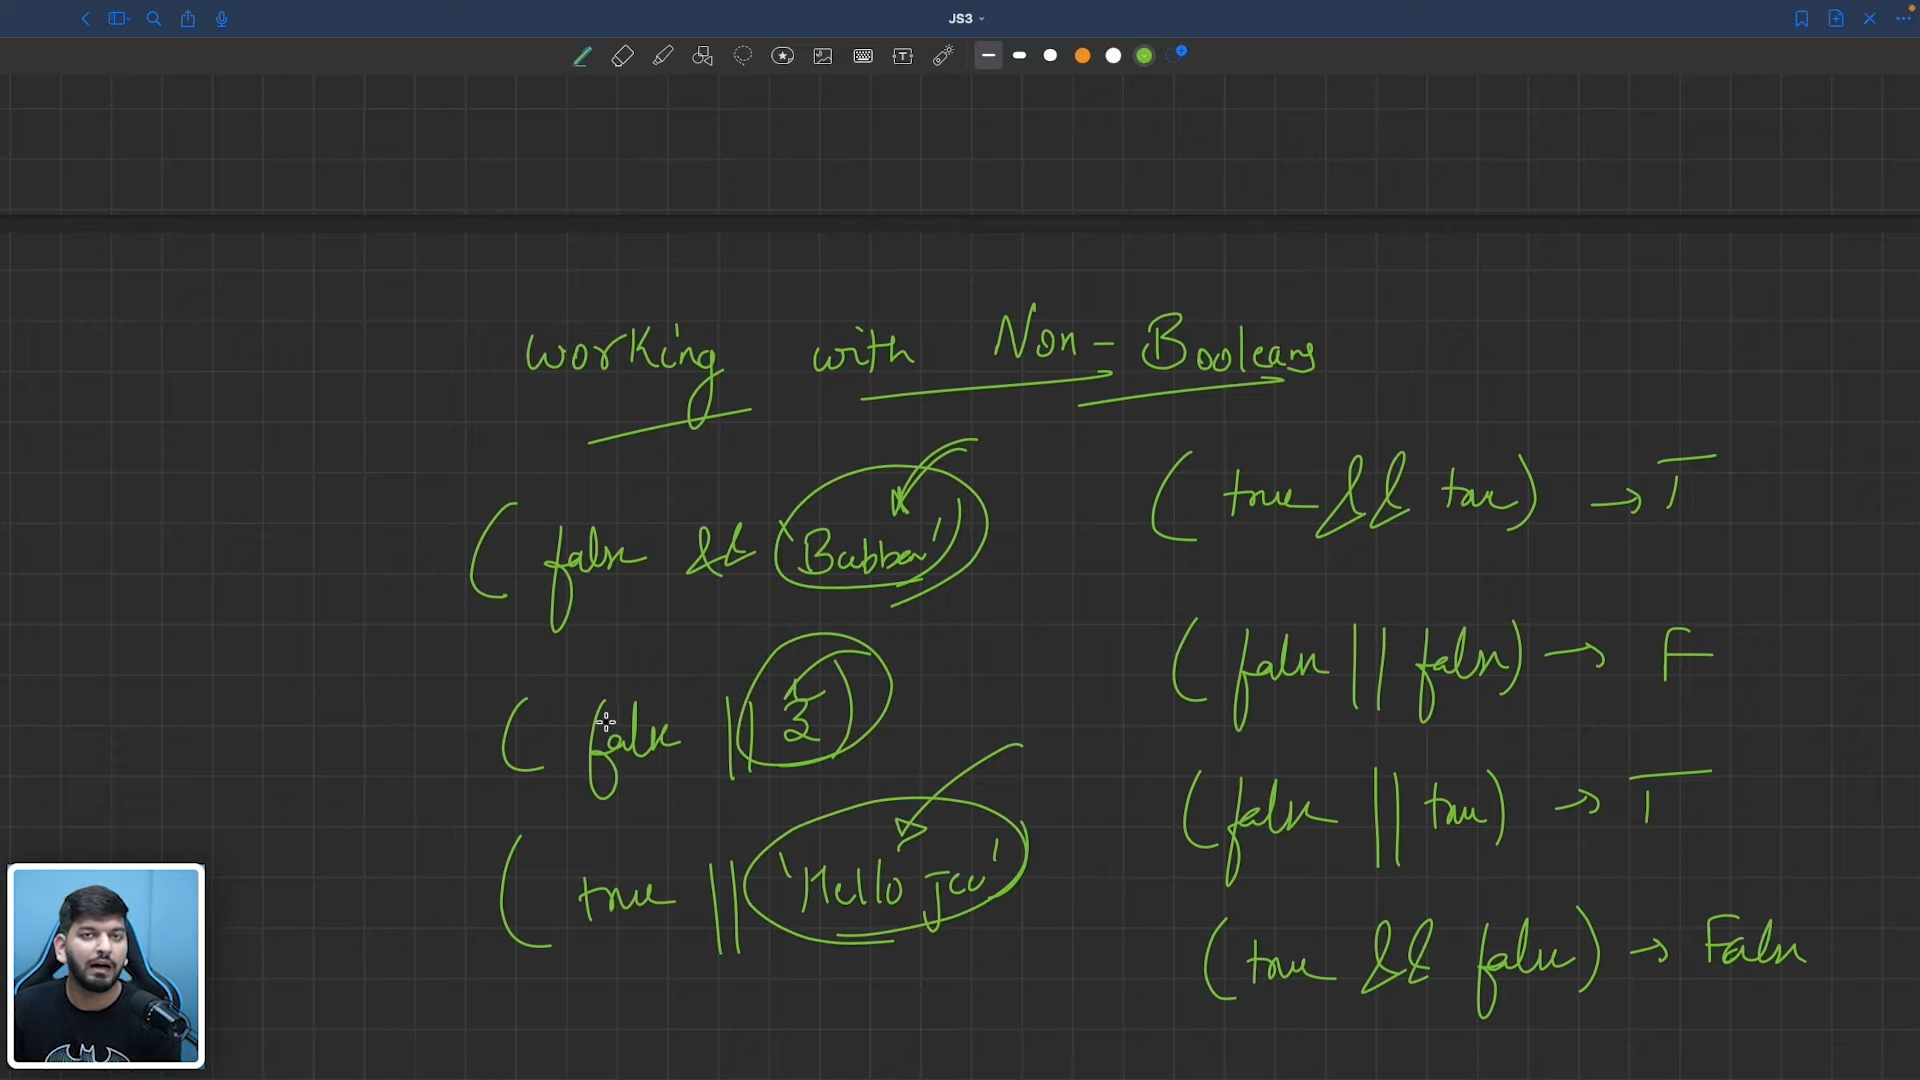 JS3
Working with Non-Booleans
(false && 'Babbar')
(false || 2)
(true || 'Hello jee'
(true && true) → T
(false || false) → F
(false || true) → T
(true && false) → False